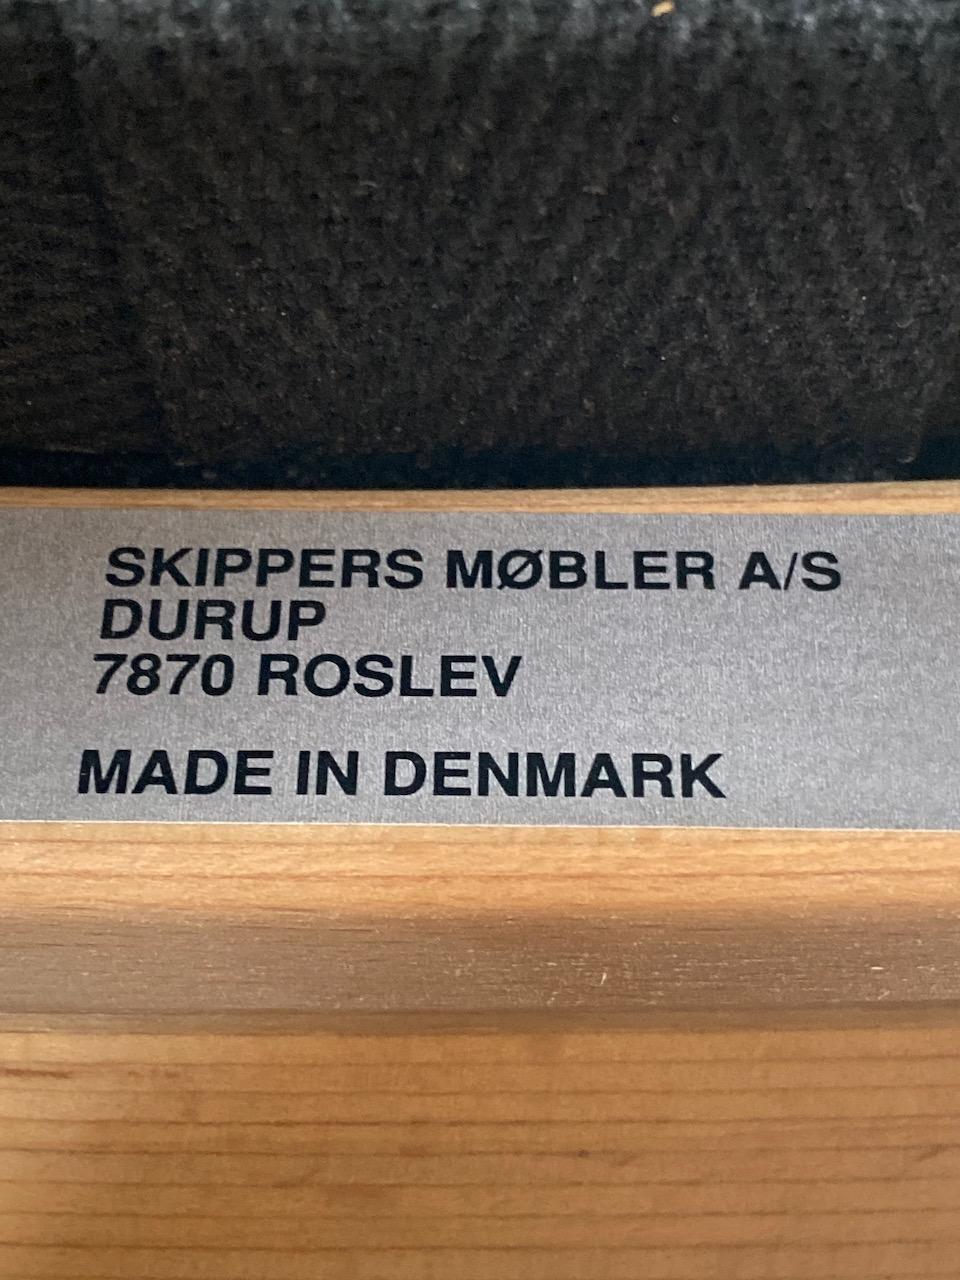 SKIPPERS MØBLER A/S
DURUP
7870 ROSLEV
MADE IN DENMARK